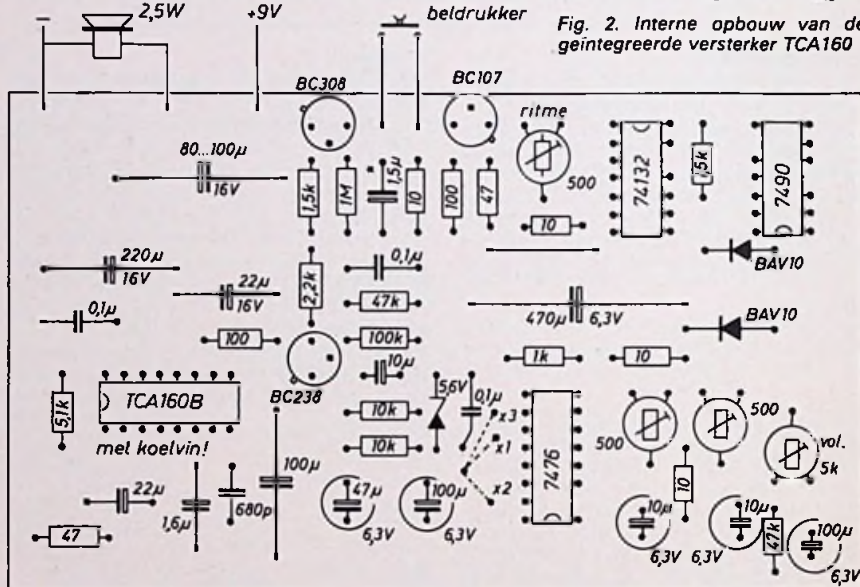 2,5W
+9V
beldrukker
Fig. 2. Interne opbouw van de
geïntegreerde versterker TCA160
BC308
BC107
ritme
500
74132
1,5k
7490
80...100µ
16V
1,5k
1M
1,5µ
10
100
47
10
BAV10
220µ
16V
22µ
16V
2,2k
0,1µ
47k
470µ 6,3V
BAV10
0,1µ
100
100k
1k
10
10µ
5,1k
TCA160B
BC238
10k
5,6V
0,1µ
x3
x1
x2
7476
500
500
vol.
5k
met koelvin!
10k
22µ
1,6µ
680p
100µ
47µ
6,3V
100µ
6,3V
10
10µ
6,3V
10µ
6,3V
47k
100µ
6,3V
47